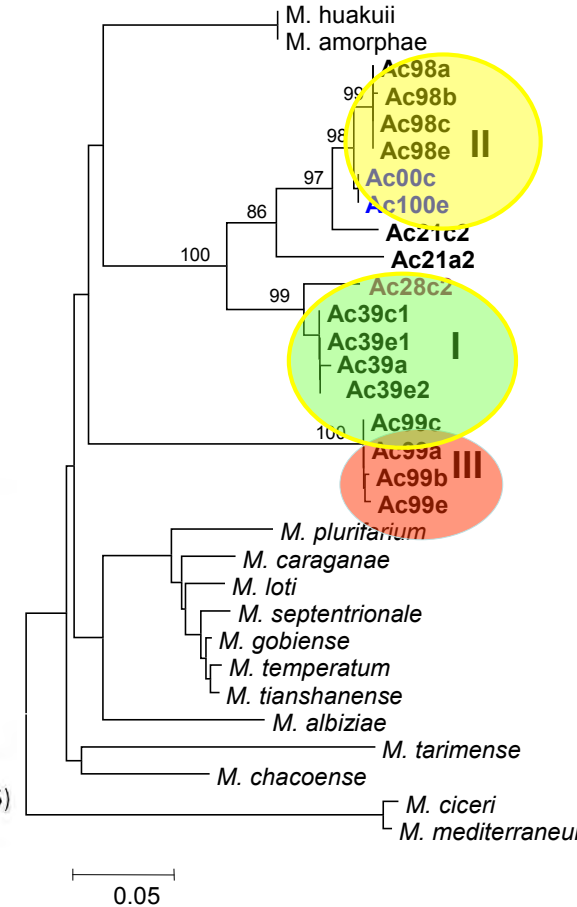 M. huakuii
M. amorphae
Ac98a
99
Ac98b
Ac98c
98
Ac98e
II
97
Ac00c
Ac100e
86
Ac21c2
100
Ac21a2
99
Ac28c2
Ac39c1
Ac39e1
I
Ac39a
Ac39e2
Ac99c
100
Ac99a
III
Ac99b
Ac99e
M. plurifarium
M. caraganae
M. loti
M. septentrionale
M. gobiense
M. temperatum
M. tianshanense
M. albiziae
M. tarimense
M. chacoense
M. ciceri
M. mediterraneu
0.05